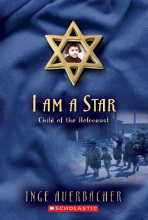 I AM A STAR
Child of the Holocaust
INGE AUERBACHER
SCHOLASTIC